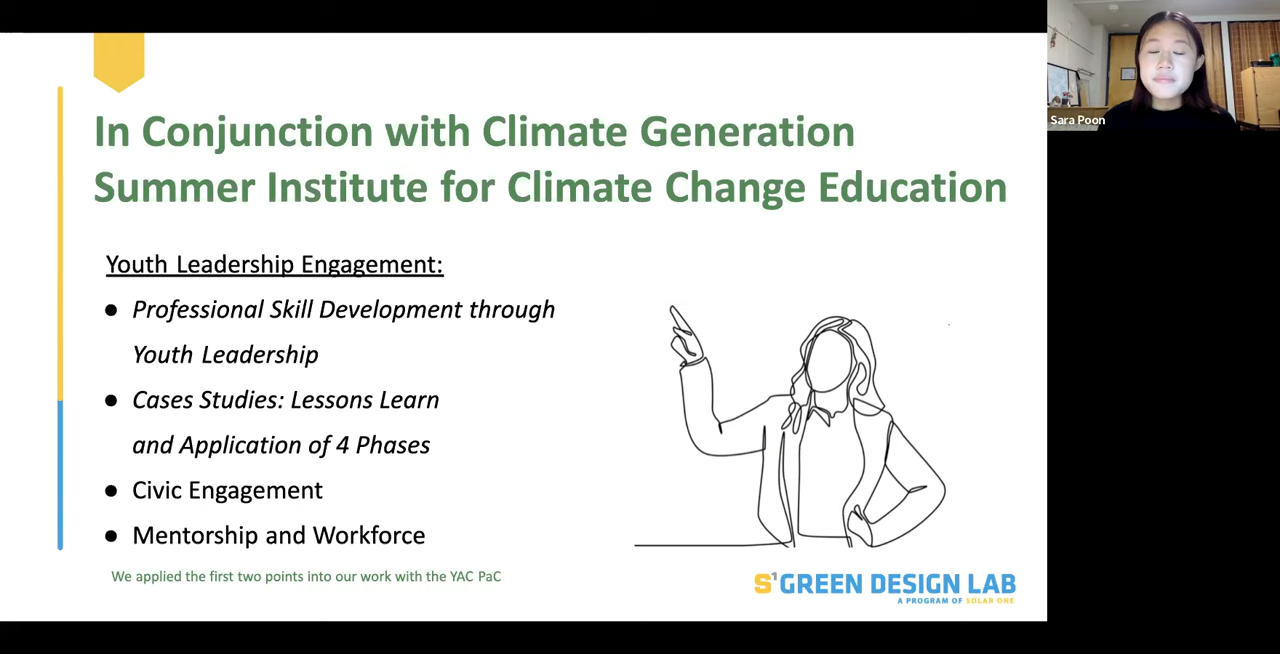 In Conjunction with Climate Generation
Summer Institute for Climate Change Education
Youth Leadership Engagement:
● Professional Skill Development through
Youth Leadership
● Cases Studies: Lessons Learn
and Application of 4 Phases
● Civic Engagement
● Mentorship and Workforce
We applied the first two points into our work with the YAC PaC
S¹ GREEN DESIGN LAB
A PROGRAM OF SOLAR ONE
Sara Poon